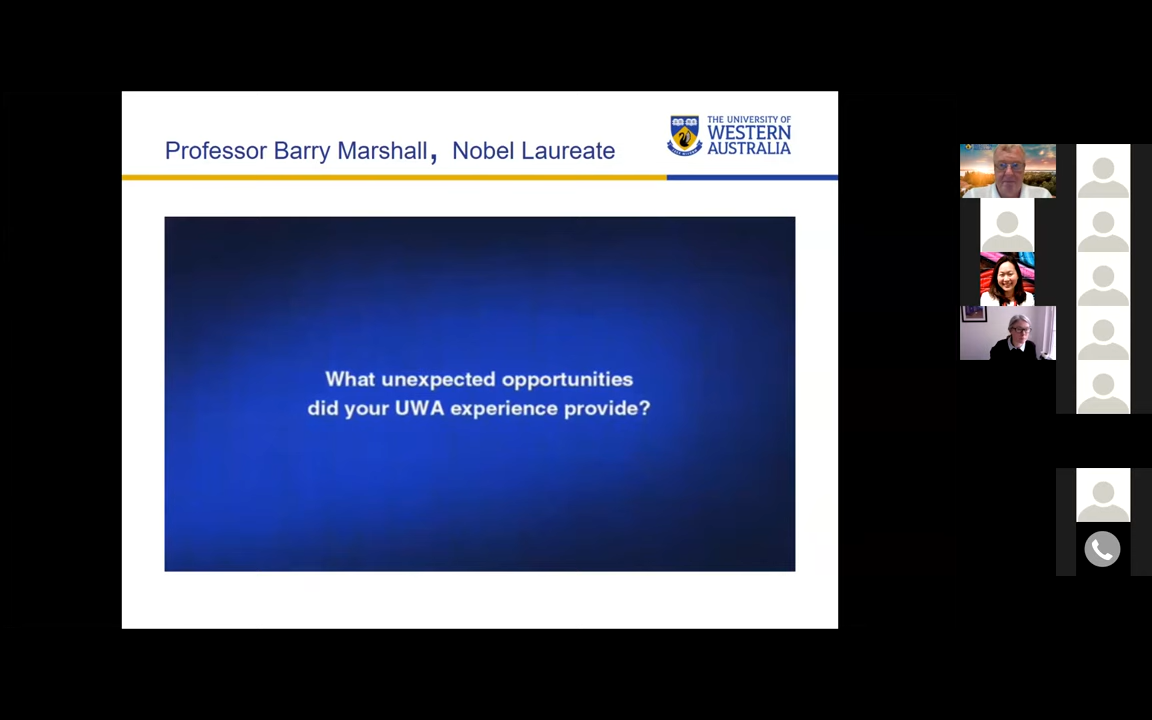 Professor Barry Marshall, Nobel Laureate
THE UNIVERSITY OF
WESTERN
AUSTRALIA
What unexpected opportunities
did your UWA experience provide?